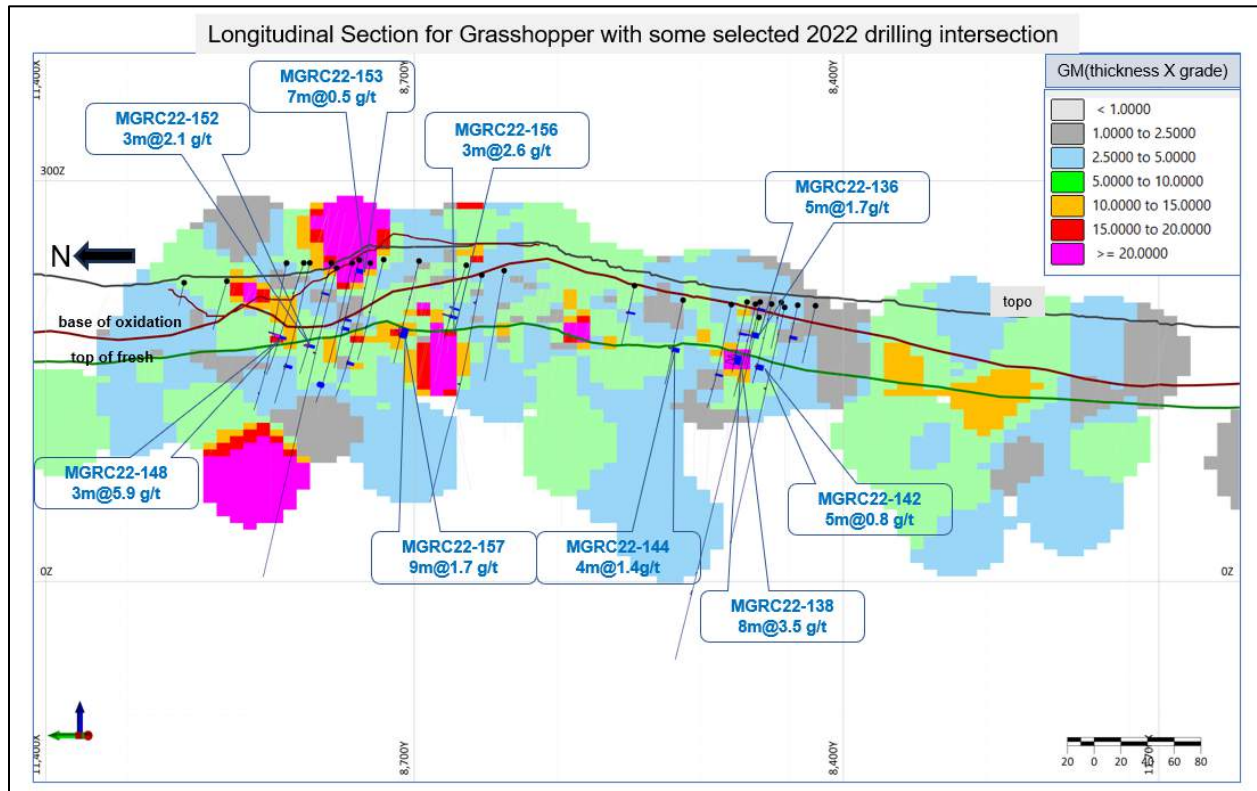 Longitudinal Section for Grasshopper with some selected 2022 drilling intersection
11,400X
8,700Y
8,400Y
GM(thickness X grade)
< 1.0000
1.0000 to 2.5000
2.5000 to 5.0000
5.0000 to 10.0000
10.0000 to 15.0000
15.0000 to 20.0000
>= 20.0000
MGRC22-153
7m@0.5 g/t
MGRC22-152
3m@2.1 g/t
MGRC22-156
3m@2.6 g/t
MGRC22-136
5m@1.7g/t
300Z
N
topo
base of oxidation
top of fresh
MGRC22-148
3m@5.9 g/t
MGRC22-157
9m@1.7 g/t
MGRC22-144
4m@1.4g/t
MGRC22-142
5m@0.8 g/t
MGRC22-138
8m@3.5 g/t
0Z
0Z
11,400X
8,700Y
8,400Y
20 0 20 40 60 80